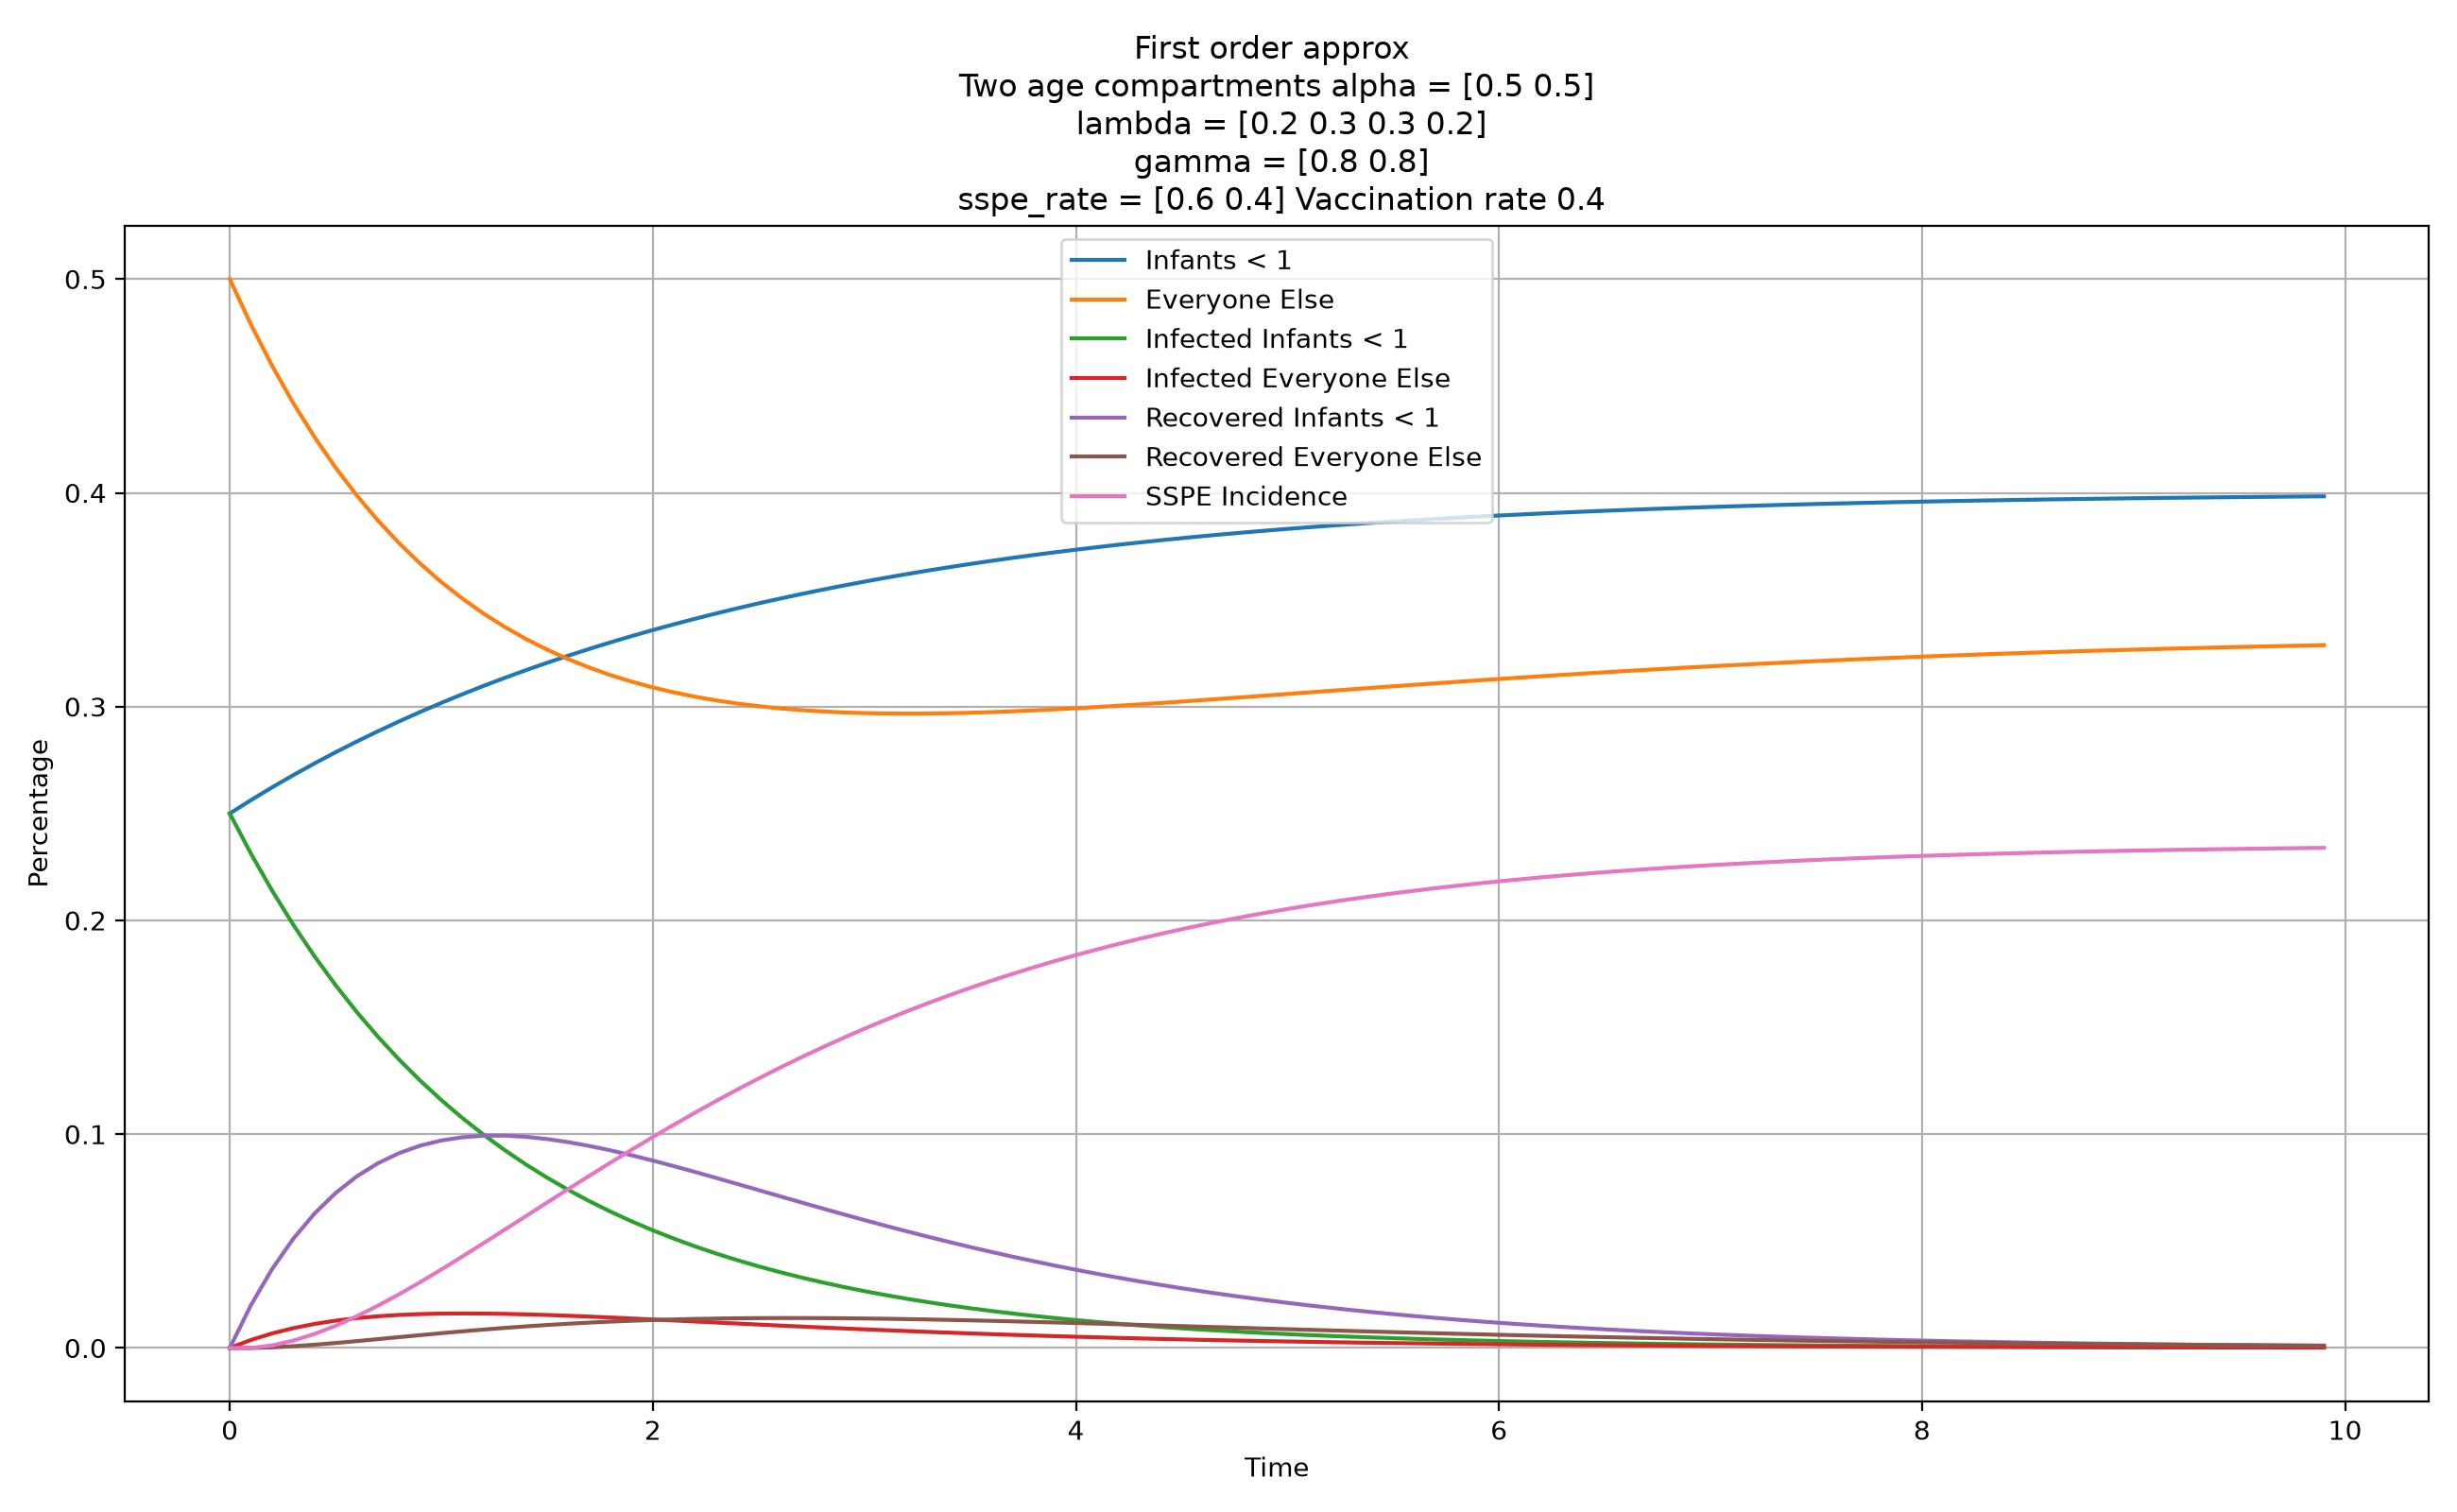 First order approx
Two age compartments alpha = [0.5 0.5]
lambda = [0.2 0.3 0.3 0.2]
gamma = [0.8 0.8]
sspe_rate = [0.6 0.4] Vaccination rate 0.4
Infants < 1
Everyone Else
Infected Infants < 1
Infected Everyone Else
Recovered Infants < 1
Recovered Everyone Else
SSPE Incidence
Percentage
0.5
0.4
0.3
0.2
0.1
0.0
0 2 4 6 8 10
Time